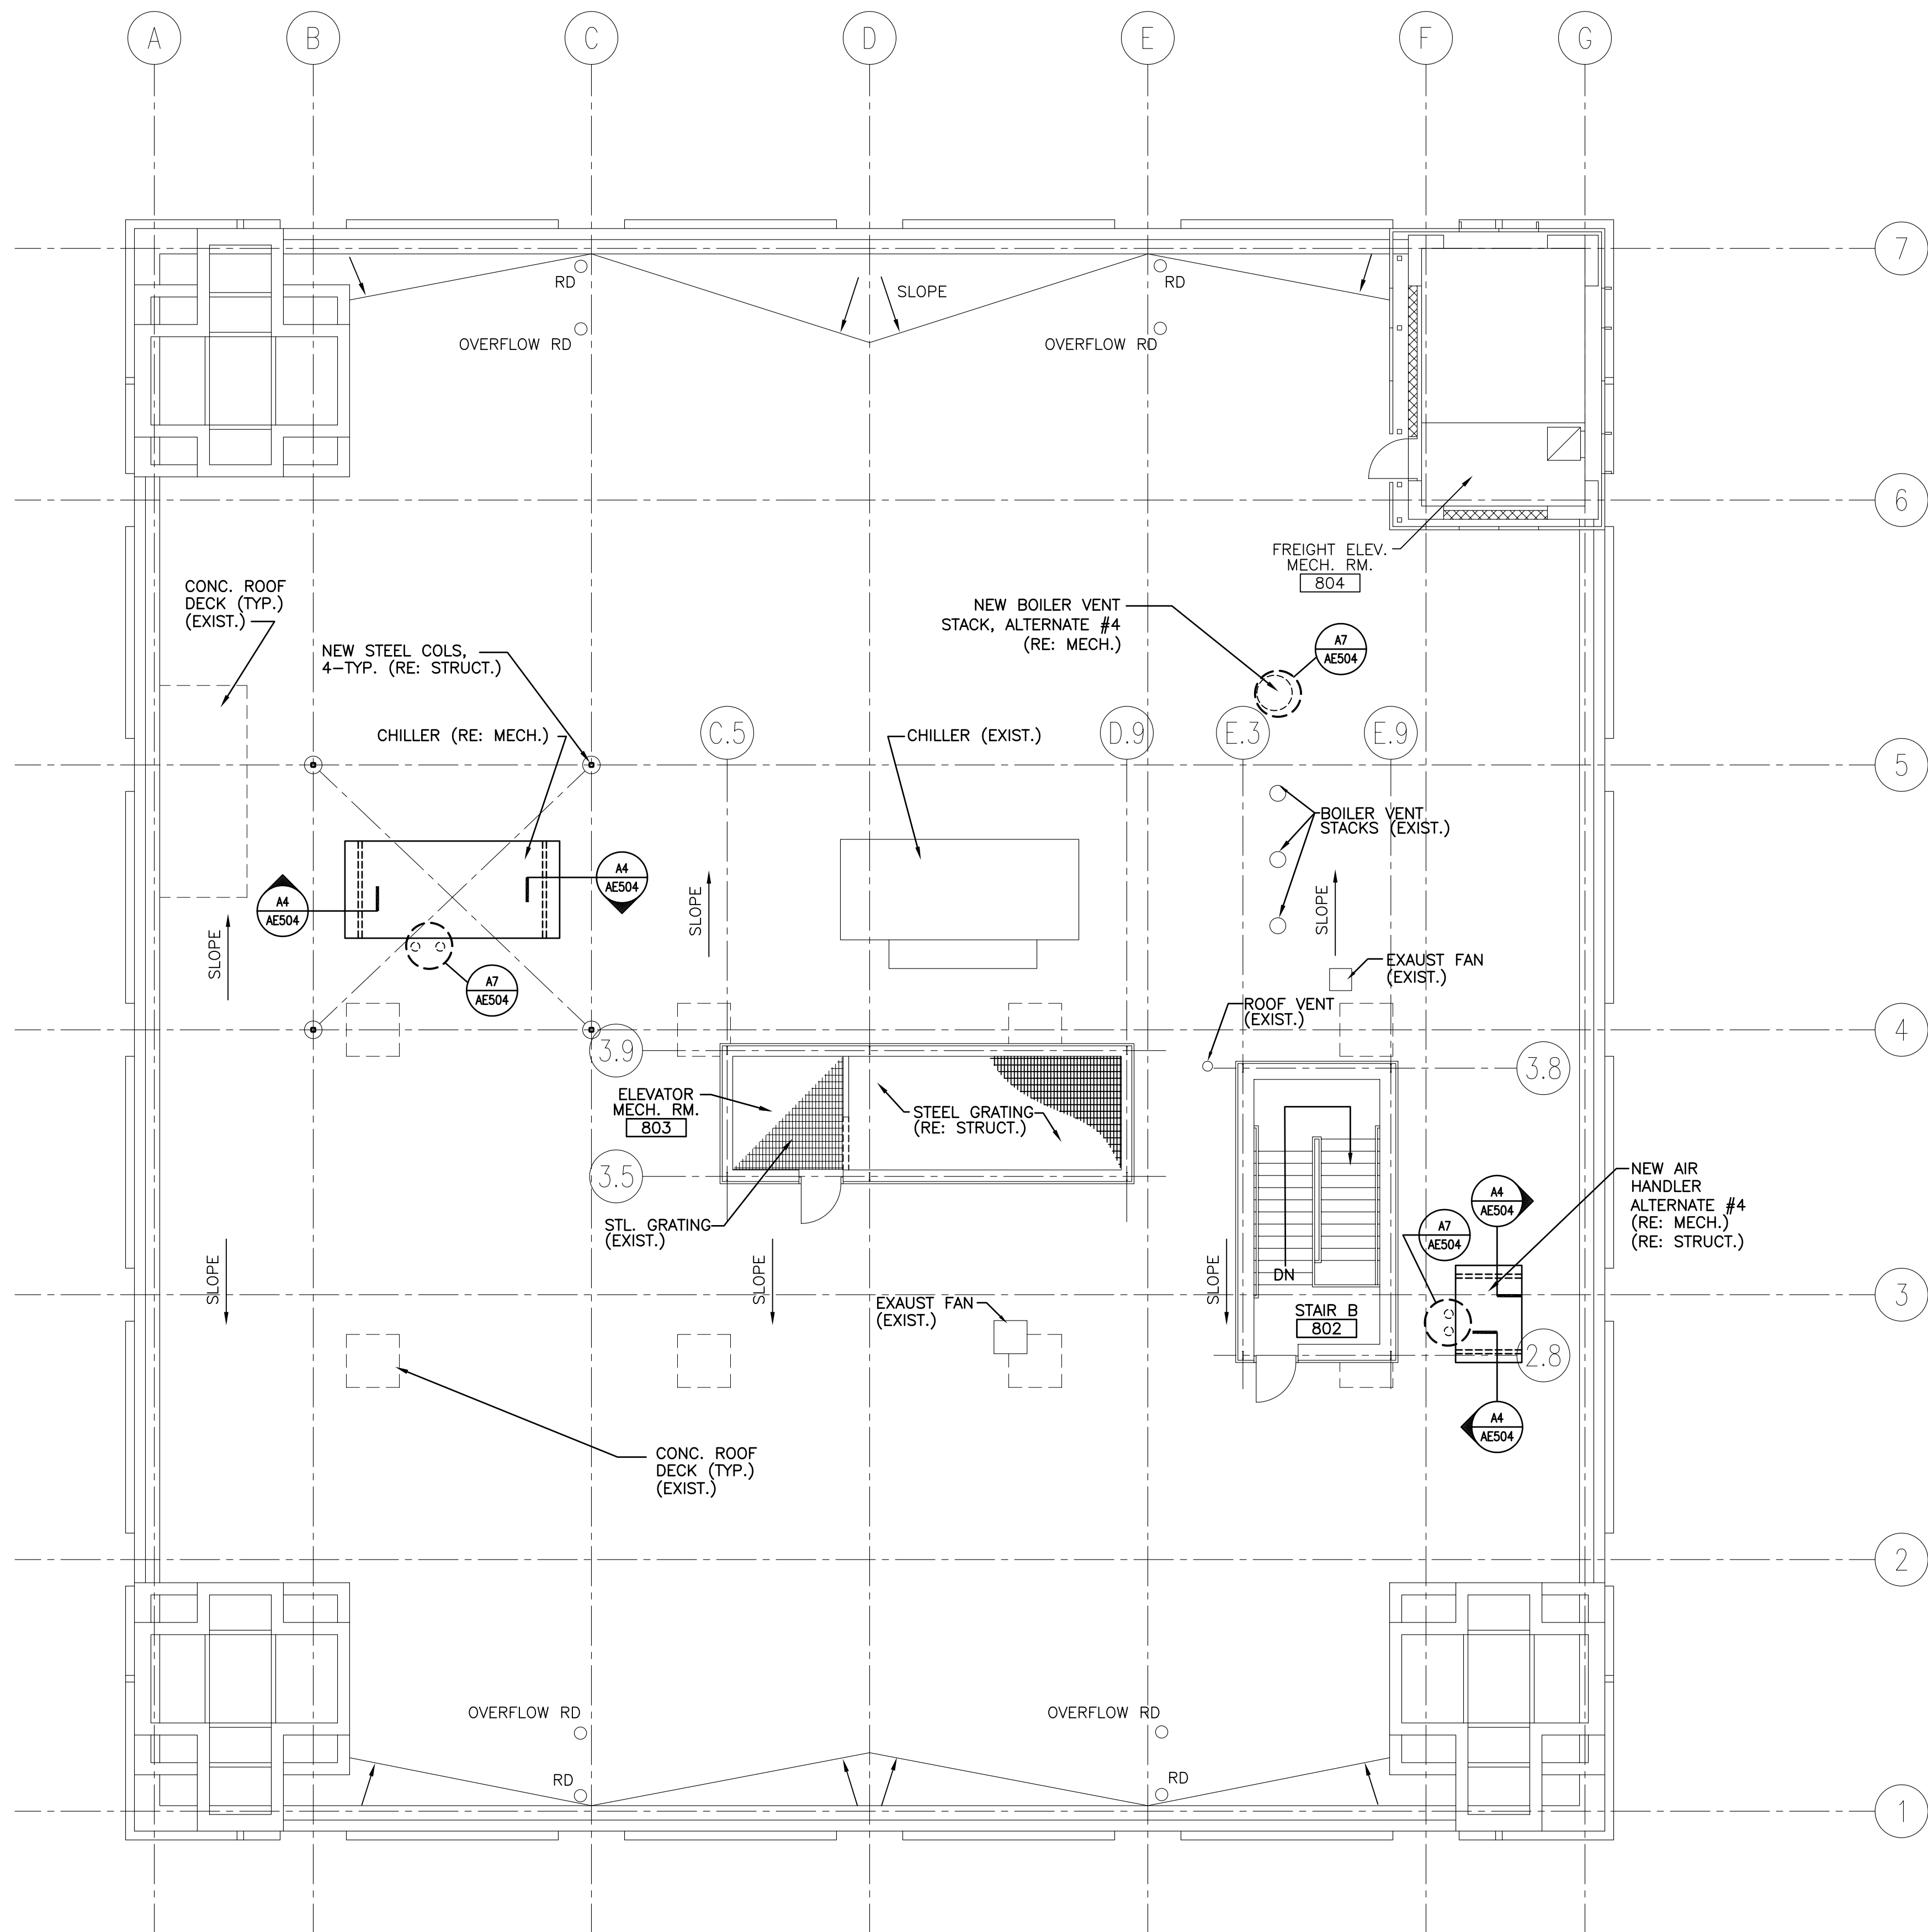 A B C D E F G
7
RD
SLOPE
RD
OVERFLOW RD
OVERFLOW RD
6
FREIGHT ELEV.
MECH. RM.
804
CONC. ROOF
DECK (TYP.)
(EXIST.)
NEW BOILER VENT
STACK, ALTERNATE #4
(RE: MECH.)
A7
AE504
NEW STEEL COLS,
4-TYP. (RE: STRUCT.)
CHILLER (RE: MECH.)
C.5
CHILLER (EXIST.)
D.9
E.3
E.9
5
BOILER VENT
STACKS (EXIST.)
A4
AE504
A4
AE504
SLOPE
SLOPE
SLOPE
A7
AE504
EXAUST FAN
(EXIST.)
ROOF VENT
(EXIST.)
4
3.9
3.8
ELEVATOR
MECH. RM.
803
STEEL GRATING
(RE: STRUCT.)
3.5
STL. GRATING
(EXIST.)
NEW AIR
HANDLER
ALTERNATE #4
(RE: MECH.)
(RE: STRUCT.)
A4
AE504
A7
AE504
SLOPE
SLOPE
SLOPE
DN
EXAUST FAN
(EXIST.)
STAIR B
802
3
2.8
A4
AE504
CONC. ROOF
DECK (TYP.)
(EXIST.)
2
OVERFLOW RD
OVERFLOW RD
RD
RD
1